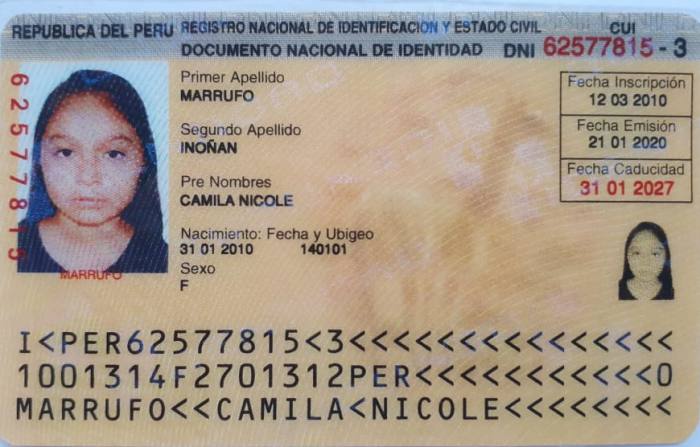 REPUBLICA DEL PERU REGISTRO NACIONAL DE IDENTIFICACION Y ESTADO CIVIL CUI
DOCUMENTO NACIONAL DE IDENTIDAD DNI 62577815 - 3
62577815
Primer Apellido
MARRUFO
Segundo Apellido
INOÑAN
Pre Nombres
CAMILA NICOLE
Nacimiento: Fecha y Ubigeo
31 01 2010 140101
Sexo
F
Fecha Inscripción
12 03 2010
Fecha Emisión
21 01 2020
Fecha Caducidad
31 01 2027
MARRUFO
I<PER62577815<3<<<<<<<<<<<<<<<
1001314F2701312PER<<<<<<<<<<<0
MARRUFO<<CAMILA<NICOLE<<<<<<<<